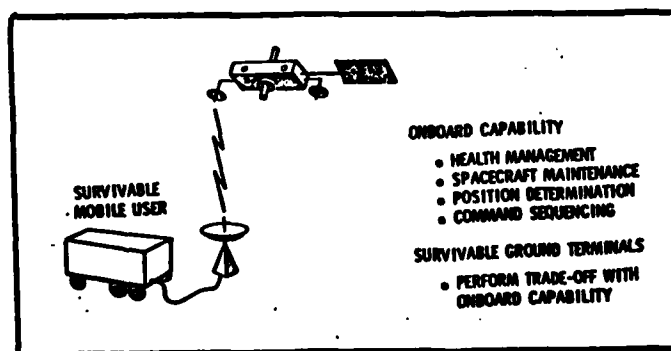 ONBOARD CAPABILITY
• HEALTH MANAGEMENT
• SPACECRAFT MAINTENANCE
• POSITION DETERMINATION
• COMMAND SEQUENCING
SURVIVABLE
MOBILE USER
SURVIVABLE GROUND TERMINALS
• PERFORM TRADE-OFF WITH
ONBOARD CAPABILITY